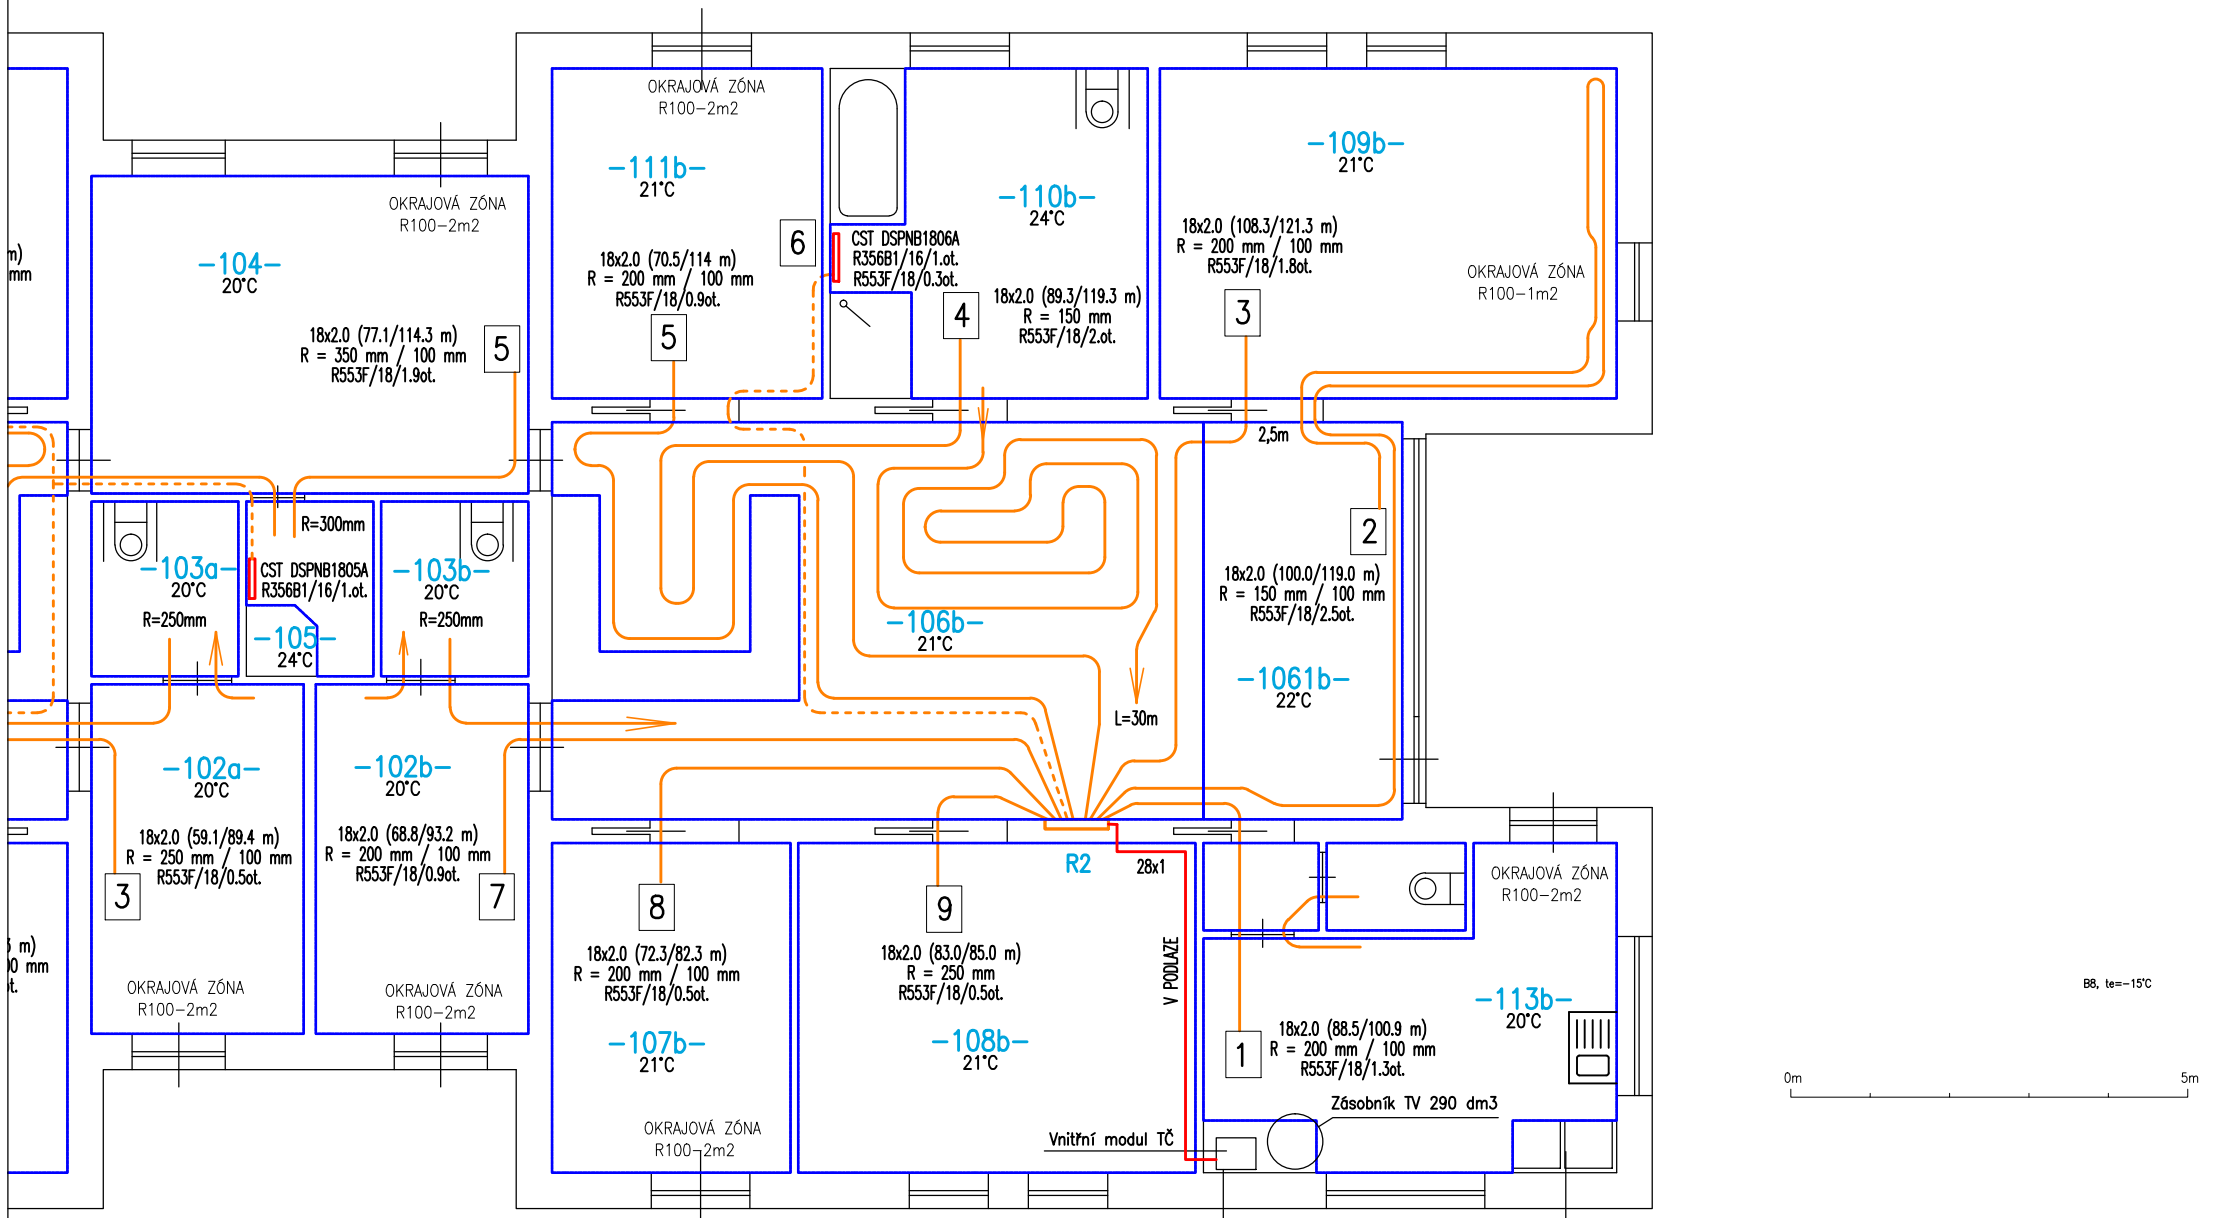 OKRAJOVÁ ZÓNA
R100-2m2
-111b-
21°C
18x2.0 (70.5/114 m)
R = 200 mm / 100 mm
R553F/18/0.9ot.
5
6
CST DSPNB1806A
R356B1/16/1.ot.
R553F/18/0.3ot.
-110b-
24°C
18x2.0 (89.3/119.3 m)
R = 150 mm
R553F/18/2.ot.
4
-109b-
21°C
18x2.0 (108.3/121.3 m)
R = 200 mm / 100 mm
R553F/18/1.8ot.
3
OKRAJOVÁ ZÓNA
R100-1m2
OKRAJOVÁ ZÓNA
R100-2m2
-104-
20°C
18x2.0 (77.1/114.3 m)
R = 350 mm / 100 mm
R553F/18/1.9ot.
5
m)
mm
2,5m
2
18x2.0 (100.0/119.0 m)
R = 150 mm / 100 mm
R553F/18/2.5ot.
-1061b-
22°C
-106b-
21°C
L=30m
R=300mm
CST DSPNB1805A
R356B1/16/1.ot.
-103a-
20°C
R=250mm
-105-
24°C
-103b-
20°C
R=250mm
-102a-
20°C
18x2.0 (59.1/89.4 m)
R = 250 mm / 100 mm
R553F/18/0.5ot.
3
OKRAJOVÁ ZÓNA
R100-2m2
-102b-
20°C
18x2.0 (68.8/93.2 m)
R = 200 mm / 100 mm
R553F/18/0.9ot.
7
OKRAJOVÁ ZÓNA
R100-2m2
m)
00 mm
ot.
8
18x2.0 (72.3/82.3 m)
R = 200 mm / 100 mm
R553F/18/0.5ot.
-107b-
21°C
OKRAJOVÁ ZÓNA
R100-2m2
9
18x2.0 (83.0/85.0 m)
R = 250 mm
R553F/18/0.5ot.
-108b-
21°C
R2
28x1
V PODLAZE
Vnitřní modul TČ
OKRAJOVÁ ZÓNA
R100-2m2
-113b-
20°C
1
18x2.0 (88.5/100.9 m)
R = 200 mm / 100 mm
R553F/18/1.3ot.
Zásobník TV 290 dm3
B8, te=-15°C
0m
5m